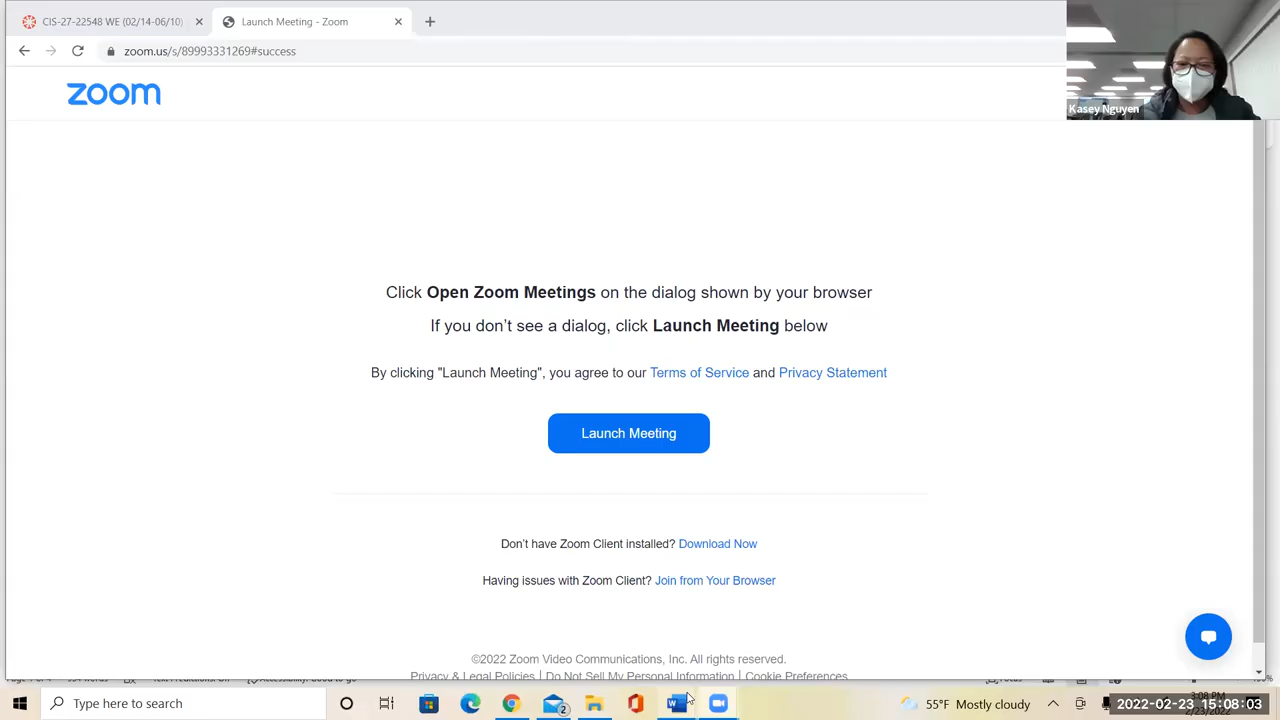 CIS-27-22548 WE (02/14-06/10)
Launch Meeting - Zoom
zoom.us/s/89993331269#success
zoom
Kasey Nguyen
Click Open Zoom Meetings on the dialog shown by your browser
If you don't see a dialog, click Launch Meeting below
By clicking "Launch Meeting", you agree to our Terms of Service and Privacy Statement
Launch Meeting
Don't have Zoom Client installed? Download Now
Having issues with Zoom Client? Join from Your Browser
©2022 Zoom Video Communications, Inc. All rights reserved.
Privacy & Legal Policies | Do Not Sell My Personal Information | Cookie Preferences
Type here to search
2
55°F Mostly cloudy
2022-02-23 15:08:03